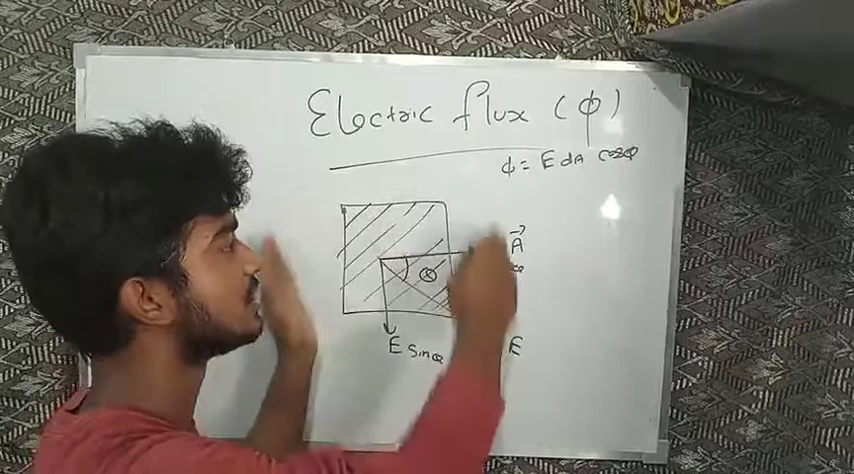 Electric flux (ϕ)
ϕ = E dA cosθ
A⃗
θ
E sinθ
E